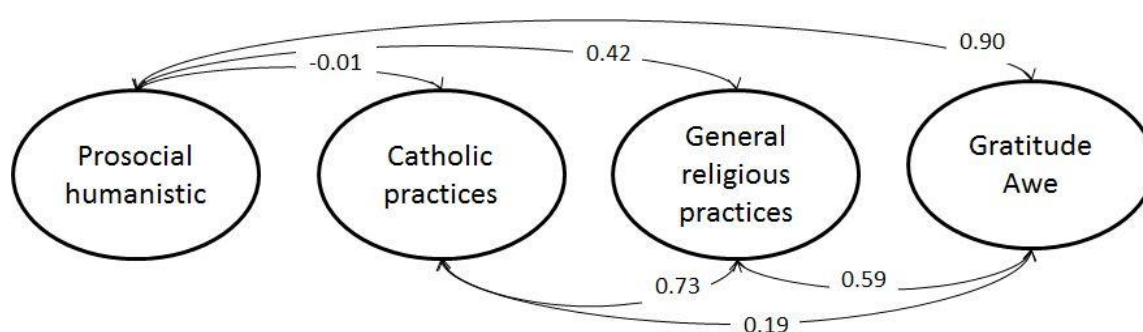 0.90
0.42
-0.01
Prosocial
humanistic
Catholic
practices
General
religious
practices
Gratitude
Awe
0.73
0.59
0.19